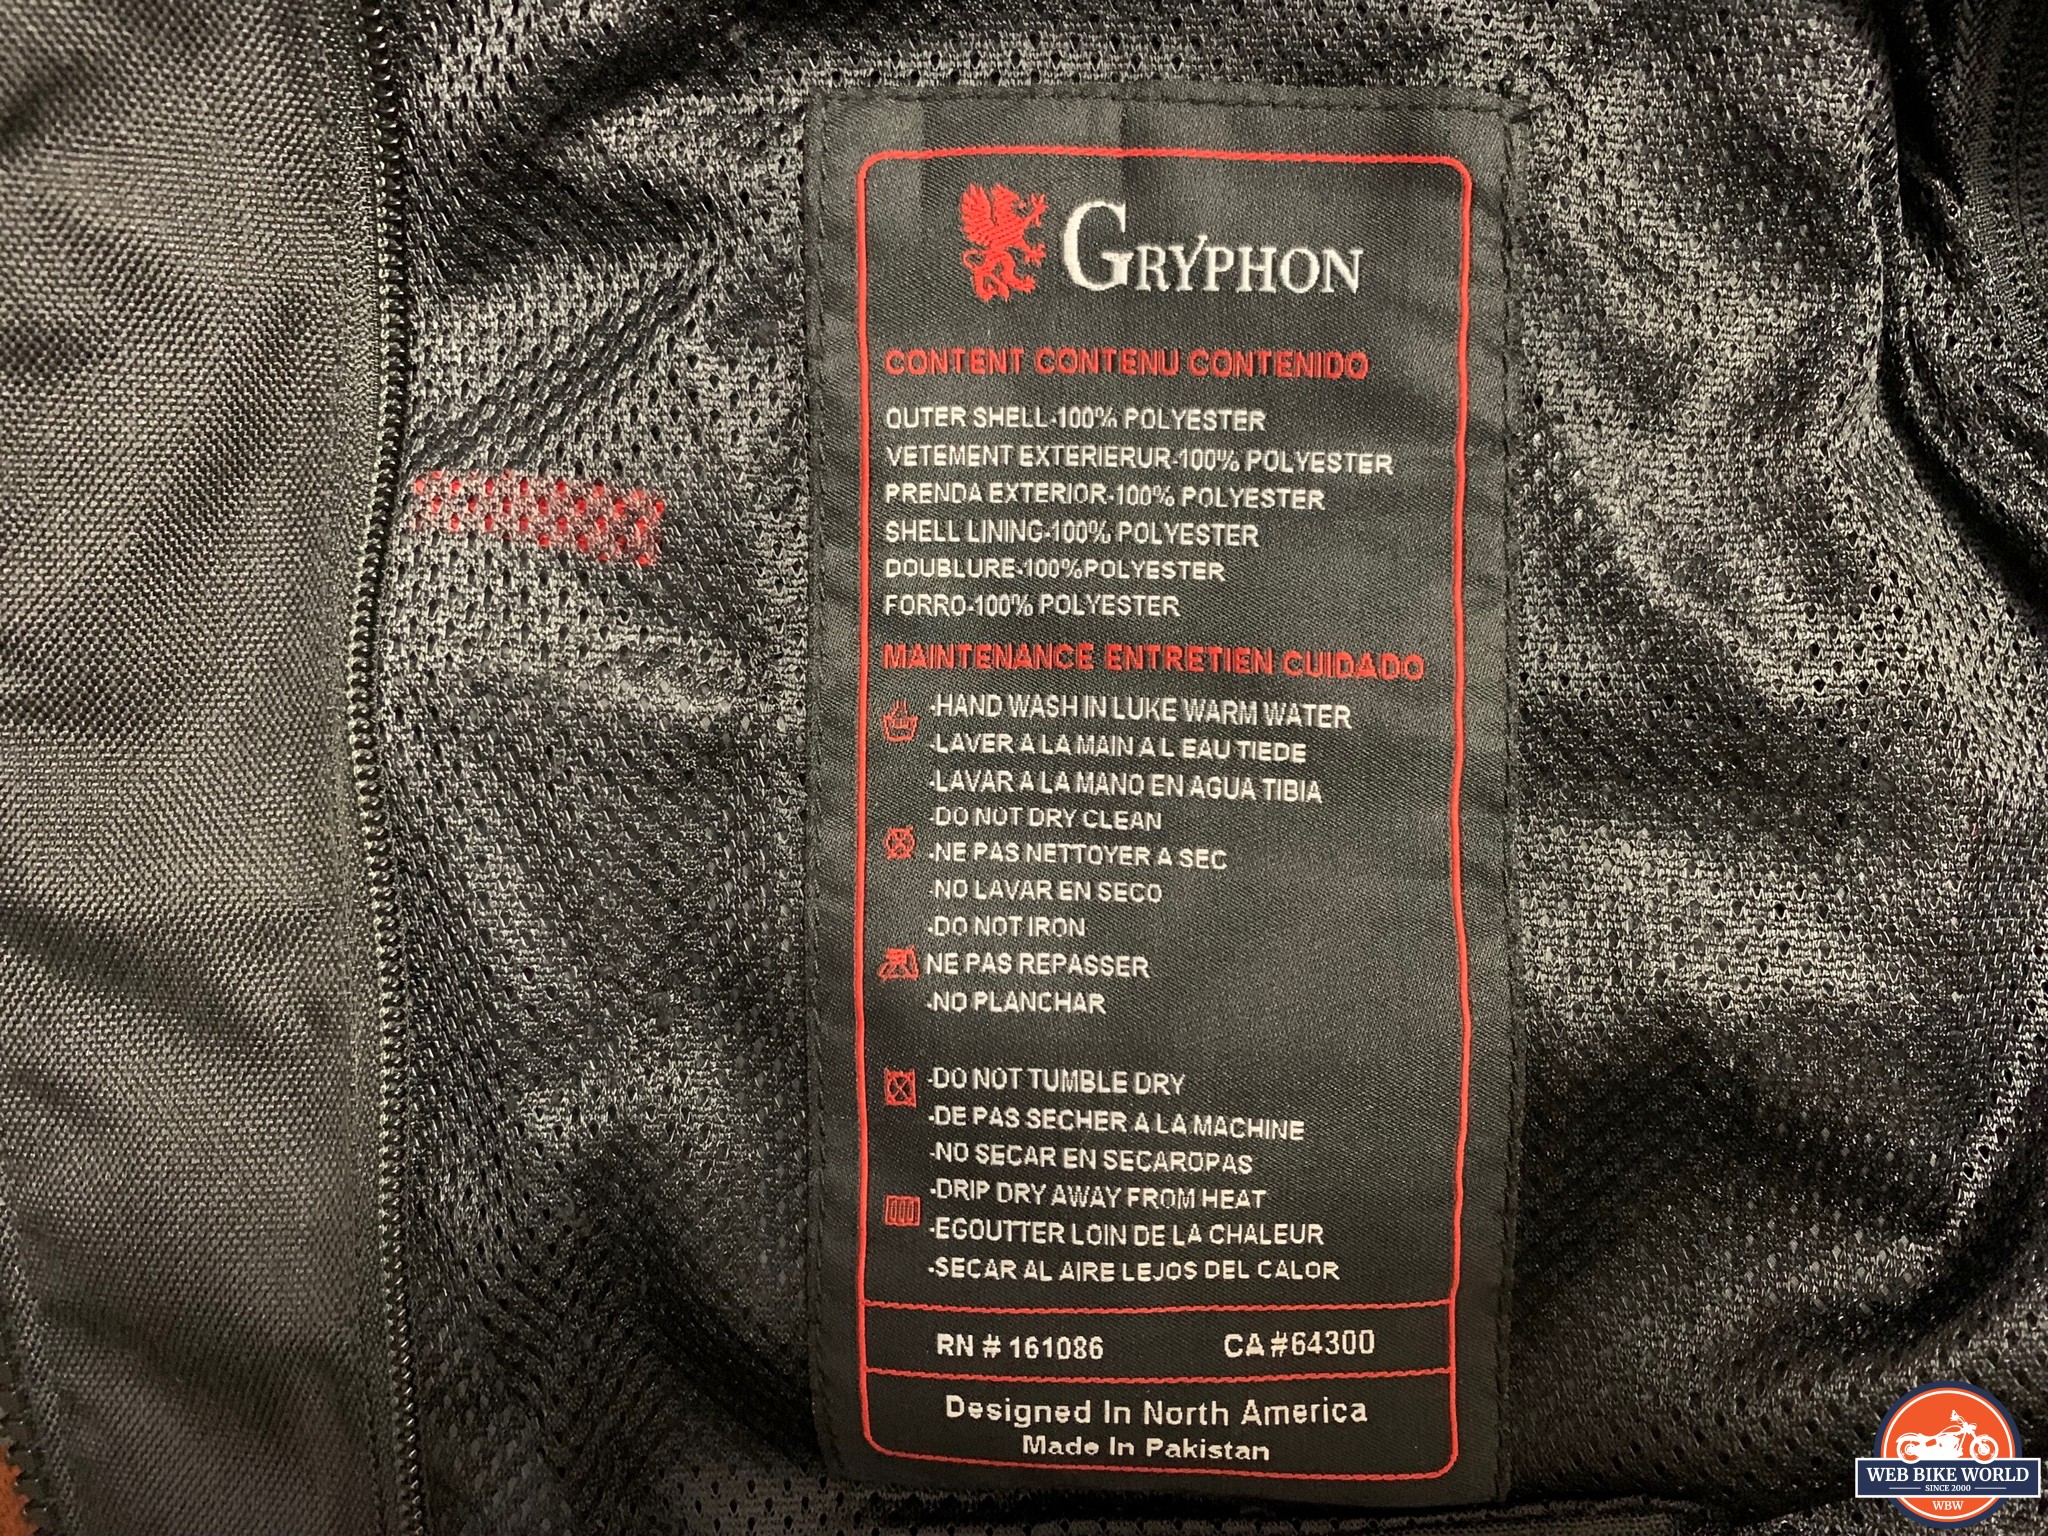 GRYPHON
CONTENT CONTENU CONTENIDO
OUTER SHELL-100% POLYESTER
VETEMENT EXTERIERUR-100% POLYESTER
PRENDA EXTERIOR-100% POLYESTER
SHELL LINING-100% POLYESTER
DOUBLURE-100%POLYESTER
FORRO-100% POLYESTER
MAINTENANCE ENTRETIEN CUIDADO
-HAND WASH IN LUKE WARM WATER
-LAVER A LA MAIN A L EAU TIEDE
-LAVAR A LA MANO EN AGUA TIBIA
-DO NOT DRY CLEAN
-NE PAS NETTOYER A SEC
-NO LAVAR EN SECO
-DO NOT IRON
NE PAS REPASSER
-NO PLANCHAR
-DO NOT TUMBLE DRY
-DE PAS SECHER A LA MACHINE
-NO SECAR EN SECAROPAS
-DRIP DRY AWAY FROM HEAT
-EGOUTTER LOIN DE LA CHALEUR
-SECAR AL AIRE LEJOS DEL CALOR
RN # 161086 CA#64300
Designed In North America
Made In Pakistan
WEB BIKE WORLD
SINCE 2000
WBW